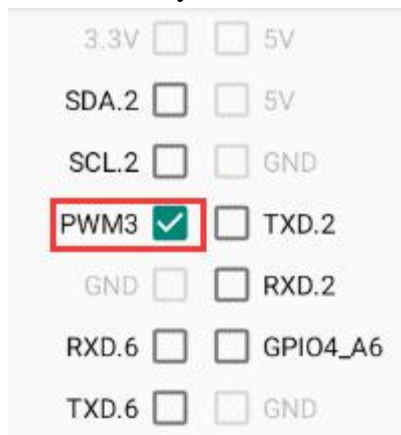 3.3V 5V
SDA.2 5V
SCL.2 GND
PWM3 TXD.2
GND RXD.2
RXD.6 GPIO4_A6
TXD.6 GND